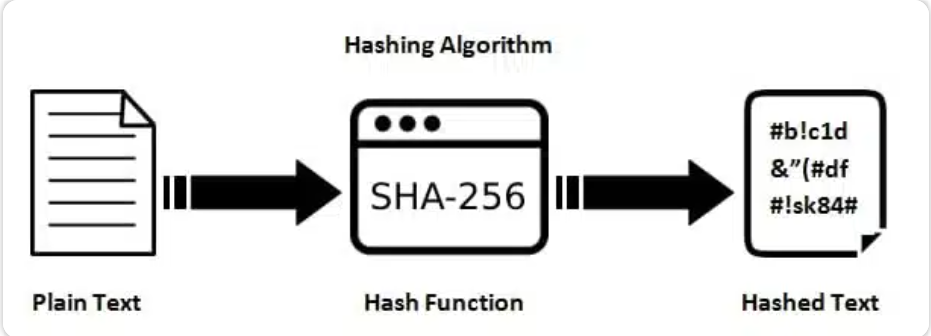 Hashing Algorithm
SHA-256
#b!c1d
&”(#df
#!sk84#
Plain Text
Hash Function
Hashed Text